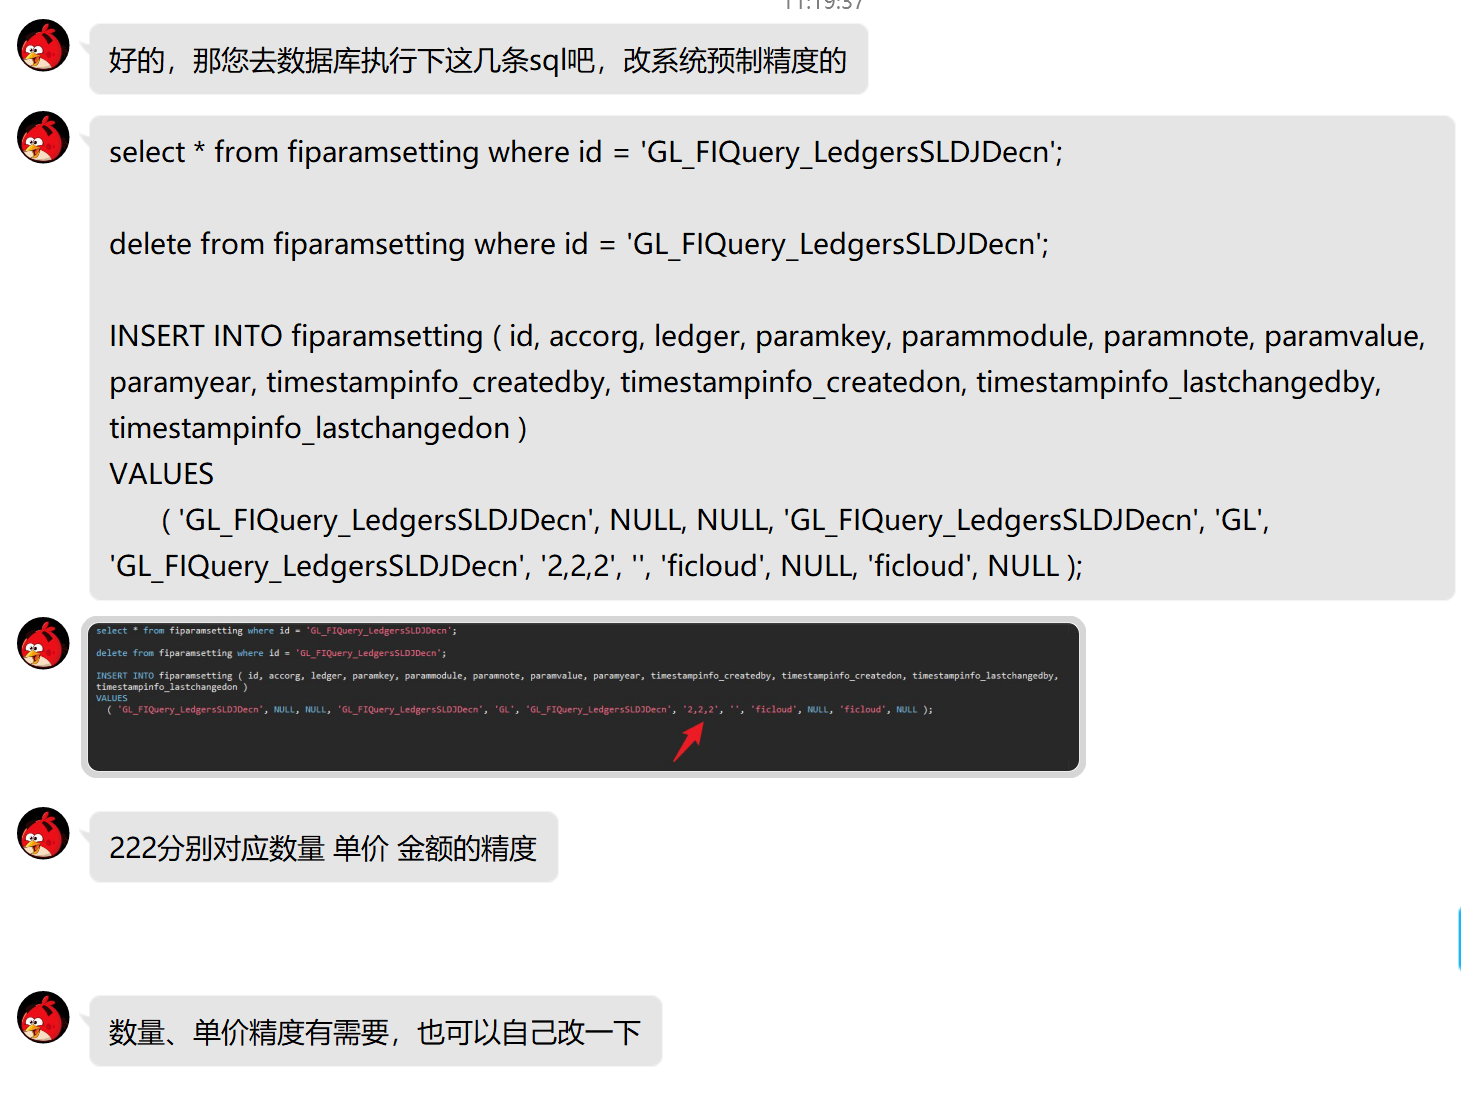 11:19:37
好的，那您去数据库执行下这几条sql吧，改系统预制精度的
select * from fiparamsetting where id = 'GL_FIQuery_LedgersSLDJDecn';
delete from fiparamsetting where id = 'GL_FIQuery_LedgersSLDJDecn';
INSERT INTO fiparamsetting ( id, accorg, ledger, paramkey, parammodule, paramnote, paramvalue,
paramyear, timestampinfo_createdby, timestampinfo_createdon, timestampinfo_lastchangedby,
timestampinfo_lastchangedon )
VALUES
( 'GL_FIQuery_LedgersSLDJDecn', NULL, NULL, 'GL_FIQuery_LedgersSLDJDecn', 'GL',
'GL_FIQuery_LedgersSLDJDecn', '2,2,2', '', 'ficloud', NULL, 'ficloud', NULL );
select * from fiparamsetting where id = 'GL_FIQuery_LedgersSLDJDecn';
delete from fiparamsetting where id = 'GL_FIQuery_LedgersSLDJDecn';
INSERT INTO fiparamsetting ( id, accorg, ledger, paramkey, parammodule, paramnote, paramvalue, paramyear, timestampinfo_createdby, timestampinfo_createdon, timestampinfo_lastchangedby,
timestampinfo_lastchangedon )
VALUES
( 'GL_FIQuery_LedgersSLDJDecn', NULL, NULL, 'GL_FIQuery_LedgersSLDJDecn', 'GL', 'GL_FIQuery_LedgersSLDJDecn', '2,2,2', '', 'ficloud', NULL, 'ficloud', NULL );
222分别对应数量 单价 金额的精度
数量、单价精度有需要，也可以自己改一下